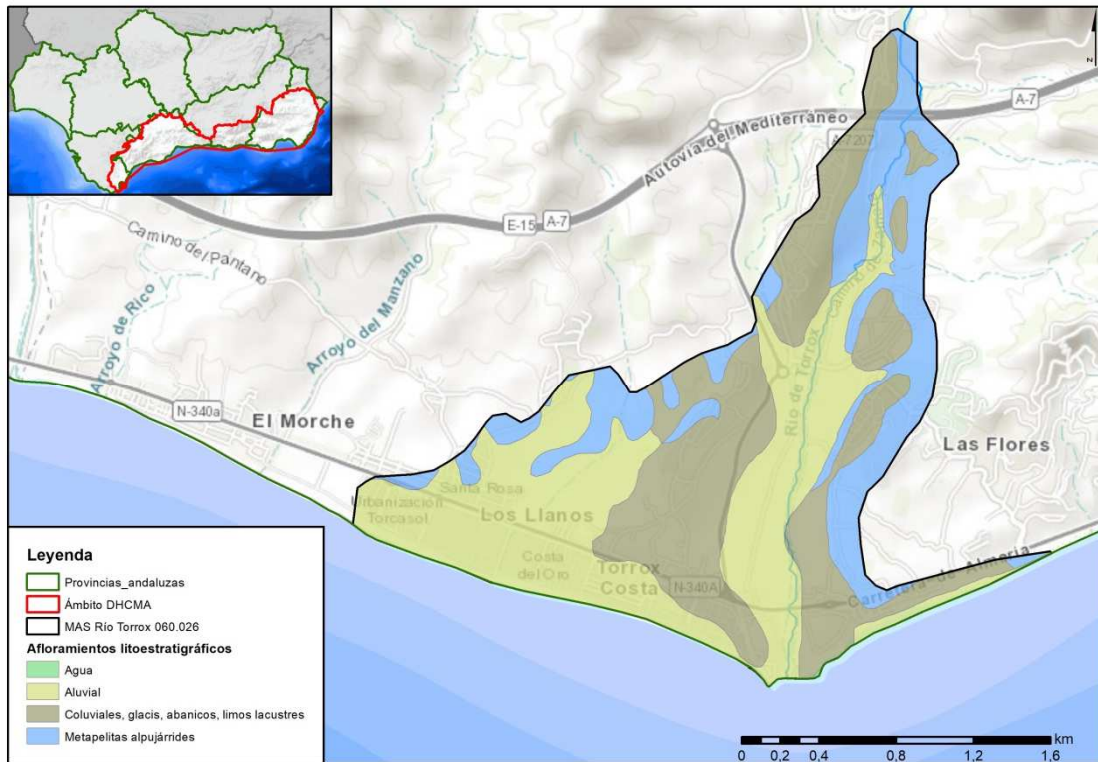 A-7
Autovía del Mediterráneo
A-7207
E-15
A-7
Camino del Pantano
Arroyo de Rico
Arroyo del Manzano
Río de Torrox
N-340a
El Morche
Las Flores
Santa Rosa
Urbanización
Torcasol
Los Llanos
Costa
del Oro
Torrox
Costa
N-340A
Carretera de Almería
Leyenda
Provincias_andaluzas
Ámbito DHCMA
MAS Río Torrox 060.026
Afloramientos litoestratigráficos
Agua
Aluvial
Coluviales, glacis, abanicos, limos lacustres
Metapelitas alpujárrides
km
0 0,2 0,4 0,8 1,2 1,6